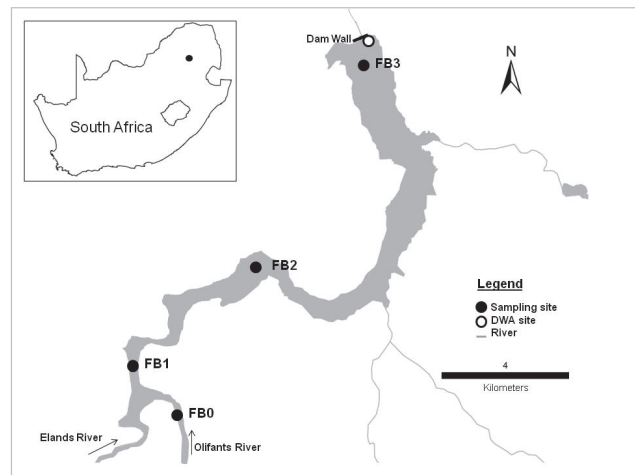 Dam Wall
FB3
N
South Africa
FB2
Legend
Sampling site
DWA site
River
4
Kilometers
FB1
FB0
Elands River
Olifants River